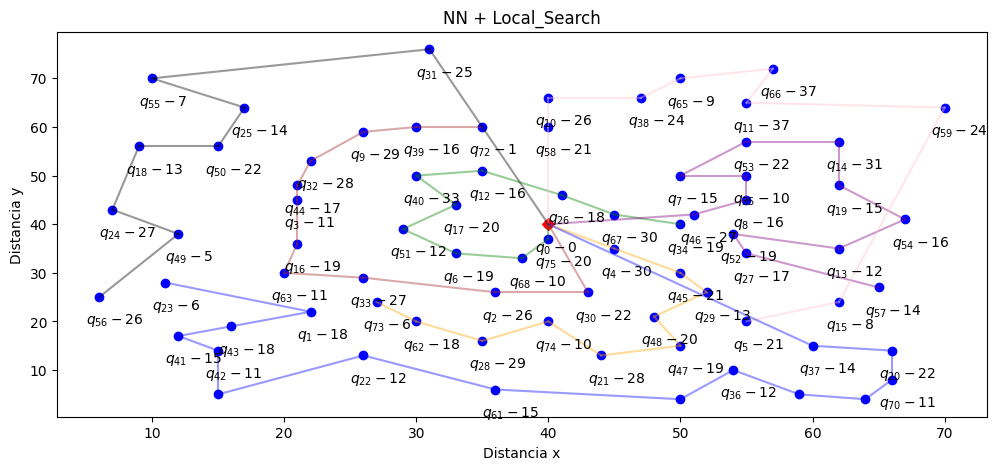 NN + Local_Search
Distancia y
70
60
50
40
30
20
10
q31 − 25
q55 − 7
q65 − 9
q66 − 37
q25 − 14
q10 − 26
q38 − 24
q11 − 37
q59 − 24
q9 − 29
q39 − 16
q72 − 1
q58 − 21
q18 − 13
q50 − 22
q53 − 22
q14 − 31
q32 − 28
q40 − 33
q12 − 16
q7 − 15
q44 − 17
q3 − 11
q26 − 18
q8 − 16
q19 − 15
q24 − 27
q17 − 20
q67 − 30
q46 − 27
q34 − 19
q54 − 16
q49 − 5
q51 − 12
q0 − 0
q75 − 20
q52 − 19
q16 − 19
q6 − 19
q68 − 10
q4 − 30
q27 − 17
q13 − 12
q63 − 11
q33 − 27
q45 − 21
q56 − 26
q23 − 6
q2 − 26
q30 − 22
q29 − 13
q57 − 14
q1 − 18
q73 − 6
q15 − 8
q62 − 18
q74 − 10
q48 − 20
q5 − 21
q41 − 15
q43 − 18
q28 − 29
q42 − 11
q22 − 12
q21 − 28
q47 − 19
q37 − 14
q20 − 22
q36 − 12
q70 − 11
q61 − 15
10 20 30 40 50 60 70
Distancia x